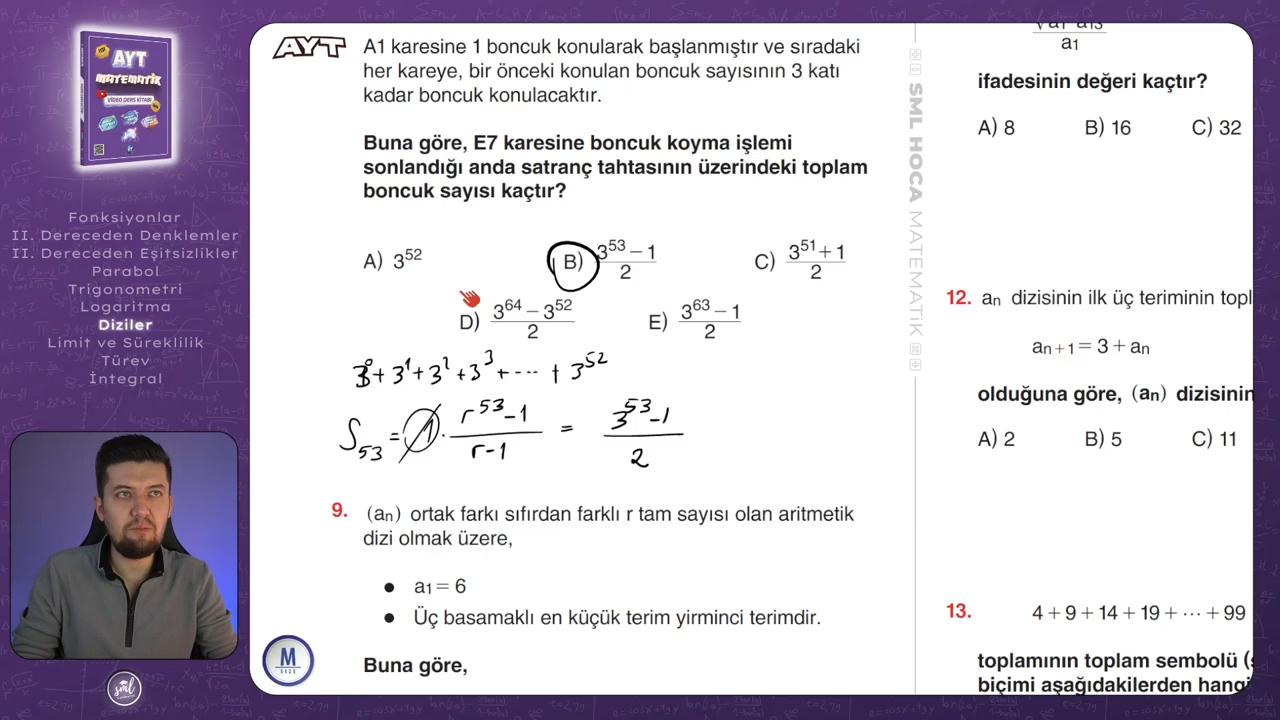 AYT
MATEMATİK
VİDEO DERS KİTABI
Fonksiyonlar
II. Dereceden Denklemler
II. Dereceden Eşitsizlikler
Parabol
Trigonometri
Logaritma
Diziler
Limit ve Süreklilik
Türev
İntegral
sml
AYT
A1 karesine 1 boncuk konularak başlanmıştır ve sıradaki
her kareye, bir önceki konulan boncuk sayısının 3 katı
kadar boncuk konulacaktır.
Buna göre, E7 karesine boncuk koyma işlemi
sonlandığı anda satranç tahtasının üzerindeki toplam
boncuk sayısı kaçtır?
A) 3^52 B) (3^53 − 1)/2 C) (3^51 + 1)/2
D) (3^64 − 3^52)/2 E) (3^63 − 1)/2
3^0 + 3^1 + 3^2 + 3^3 + ... + 3^52
S_53 = 1 · (r^53 − 1)/(r − 1) = (3^53 − 1)/2
9. (an) ortak farkı sıfırdan farklı r tam sayısı olan aritmetik
dizi olmak üzere,
● a1 = 6
● Üç basamaklı en küçük terim yirminci terimdir.
Buna göre,
M
SIZE
SML HOCA MATEMATİK
a1
ifadesinin değeri kaçtır?
A) 8 B) 16 C) 32
12. an dizisinin ilk üç teriminin
an+1 = 3 + an
olduğuna göre, (an)
A) 2 B) 5 C) 11
13. 4 + 9 + 14 + 19 + ⋯ + 99
toplamının toplam sembolü
biçimi aşağıdakilerden